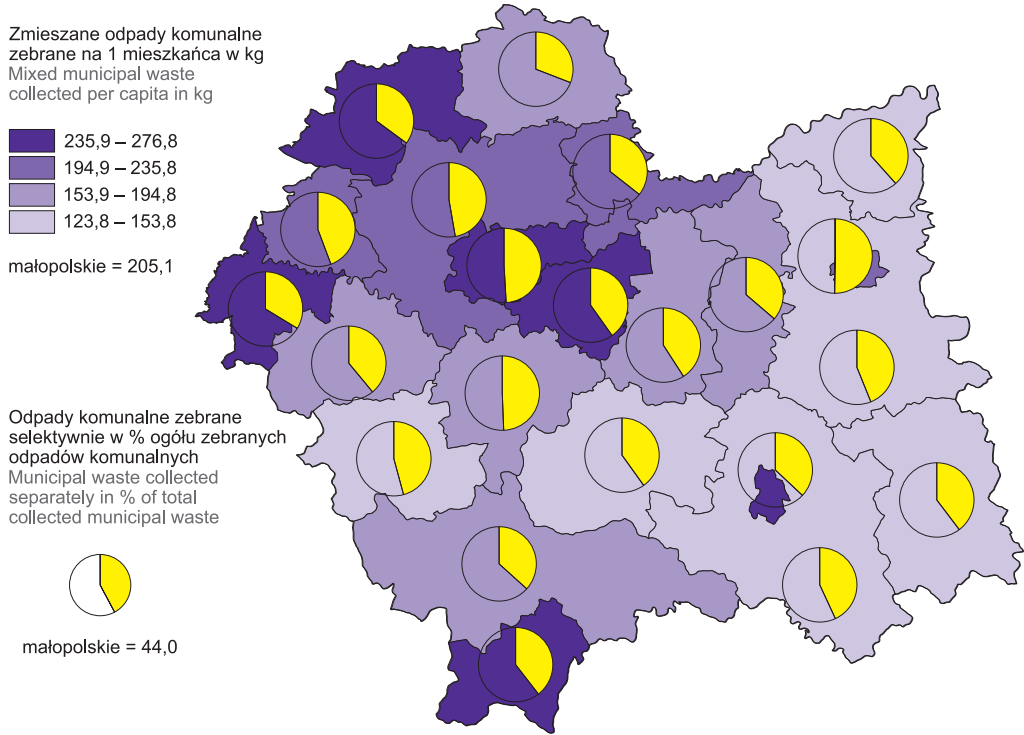 Zmieszane odpady komunalne
zebrane na 1 mieszkańca w kg
Mixed municipal waste
collected per capita in kg
235,9 – 276,8
194,9 – 235,8
153,9 – 194,8
123,8 – 153,8
małopolskie = 205,1
Odpady komunalne zebrane
selektywnie w % ogółu zebranych
odpadów komunalnych
Municipal waste collected
separately in % of total
collected municipal waste
małopolskie = 44,0